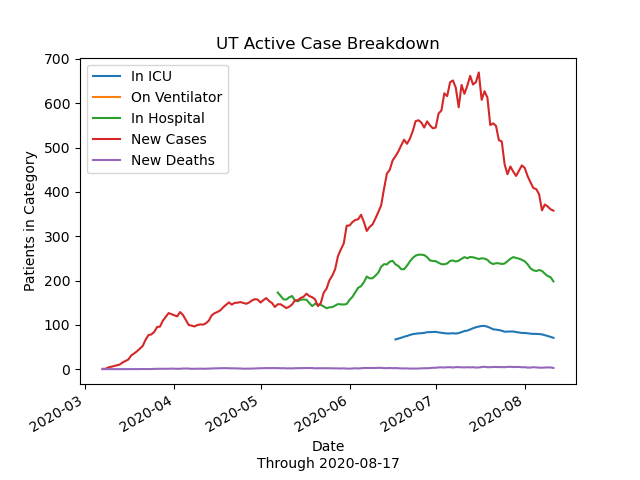 UT Active Case Breakdown
700
600
500
400
300
200
100
0
Patients in Category
In ICU
On Ventilator
In Hospital
New Cases
New Deaths
2020-03
2020-04
2020-05
2020-06
2020-07
2020-08
Date
Through 2020-08-17